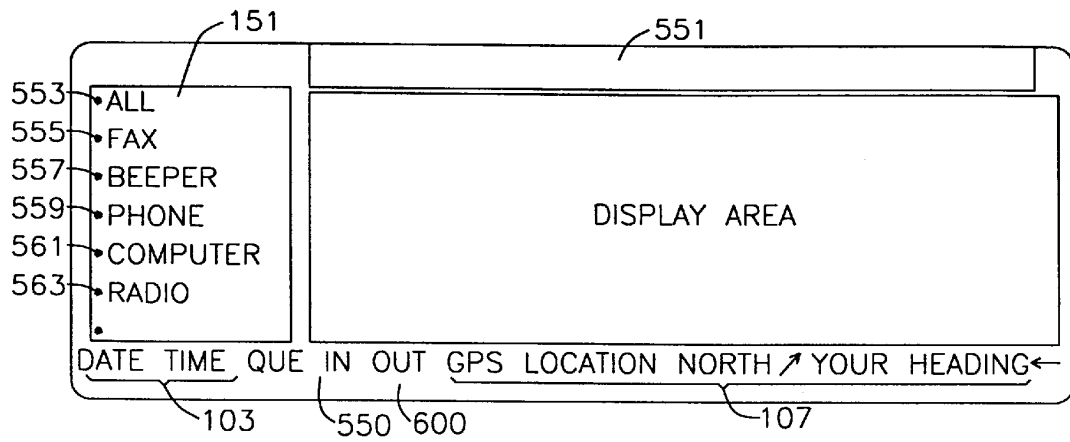 151
551
553 ALL
555 FAX
557 BEEPER
559 PHONE
561 COMPUTER
563 RADIO
DISPLAY AREA
DATE TIME QUE IN OUT GPS LOCATION NORTH ↗ YOUR HEADING ←
103 550 600 107